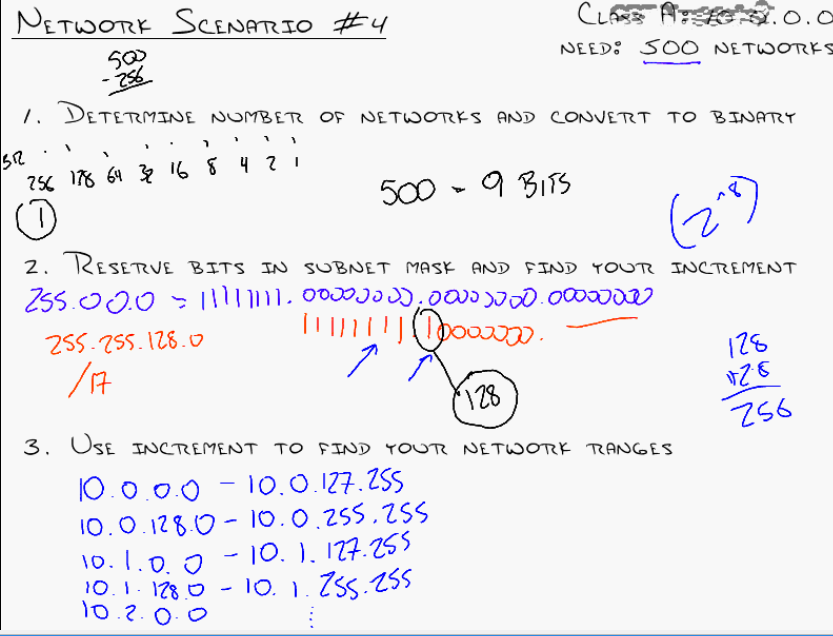 NETWORK SCENARIO #4
CLASS A: 10.0.0.0
NEED: 500 NETWORKS
500
- 256
1. DETERMINE NUMBER OF NETWORKS AND CONVERT TO BINARY
512 256 128 64 32 16 8 4 2 1
1
500 - 9 BITS
(2^8)
2. RESERVE BITS IN SUBNET MASK AND FIND YOUR INCREMENT
255.0.0.0 = 11111111.00000000.00000000.00000000
255.255.128.0
11111111.10000000.
/17
128
128
+128
256
3. USE INCREMENT TO FIND YOUR NETWORK RANGES
10.0.0.0 - 10.0.127.255
10.0.128.0 - 10.0.255.255
10.1.0.0 - 10.1.127.255
10.1.128.0 - 10.1.255.255
10.2.0.0